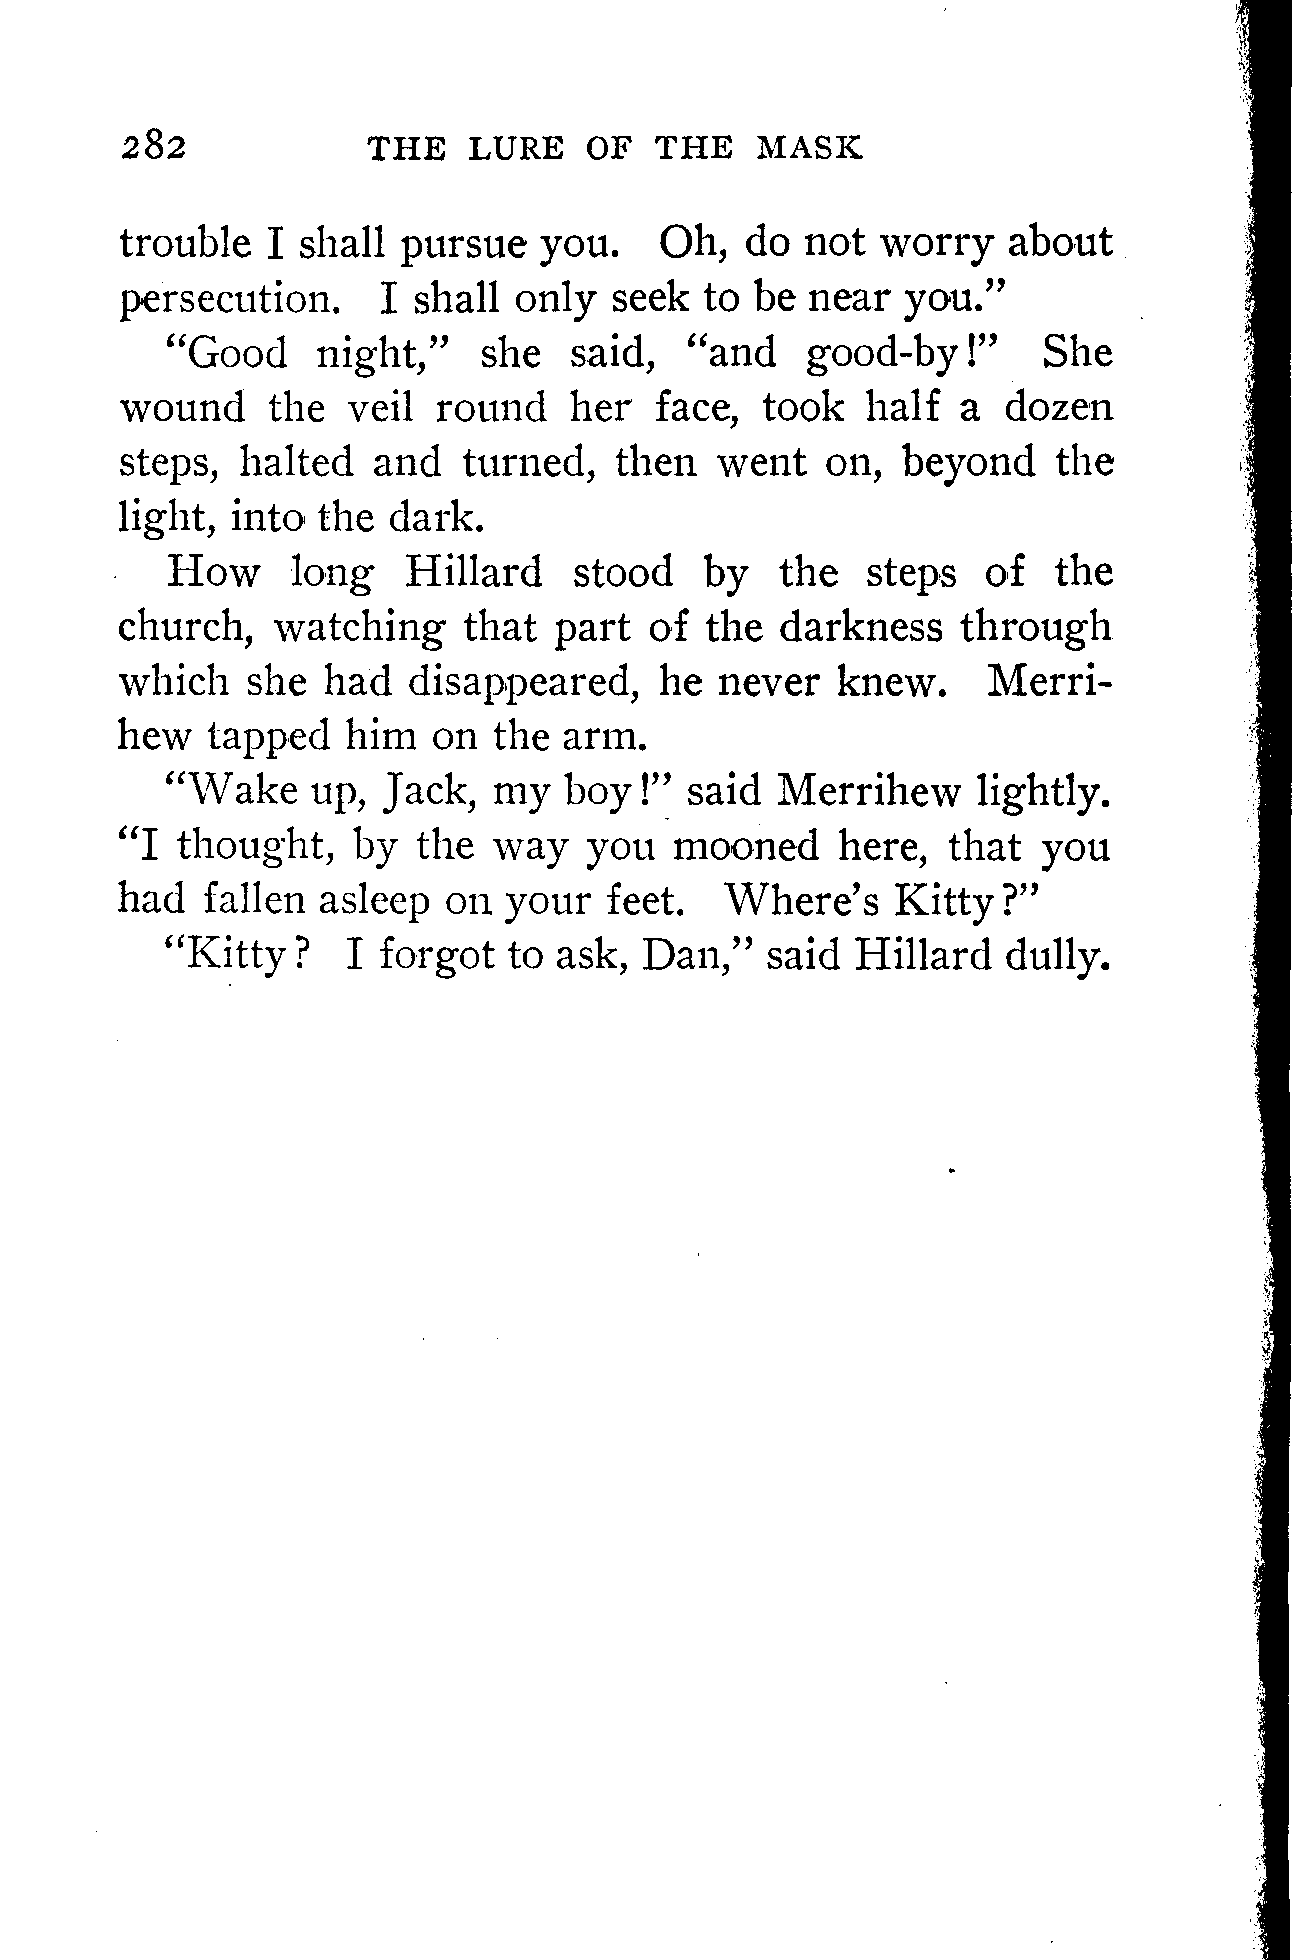 282 THE LURE OF THE MASK
trouble I shall pursue you. Oh, do not worry about
persecution. I shall only seek to be near you."
"Good night," she said, "and good-by!" She
wound the veil round her face, took half a dozen
steps, halted and turned, then went on, beyond the
light, into the dark.
How long Hillard stood by the steps of the
church, watching that part of the darkness through
which she had disappeared, he never knew. Merri-
hew tapped him on the arm.
"Wake up, Jack, my boy!" said Merrihew lightly.
"I thought, by the way you mooned here, that you
had fallen asleep on your feet. Where's Kitty?"
"Kitty? I forgot to ask, Dan," said Hillard dully.